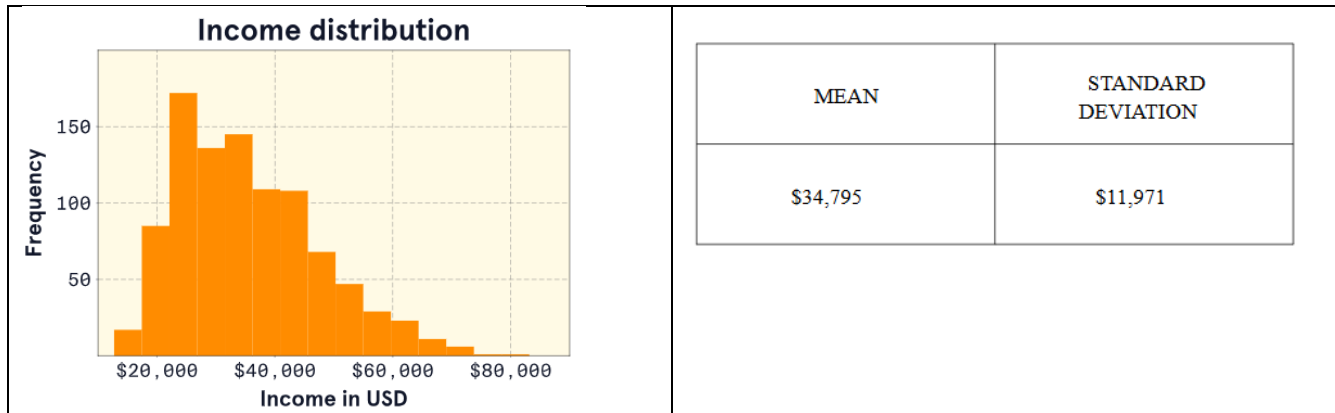 Income distribution
150
100
50
Frequency
$20,000 $40,000 $60,000 $80,000
Income in USD
MEAN
STANDARD
DEVIATION
$34,795
$11,971